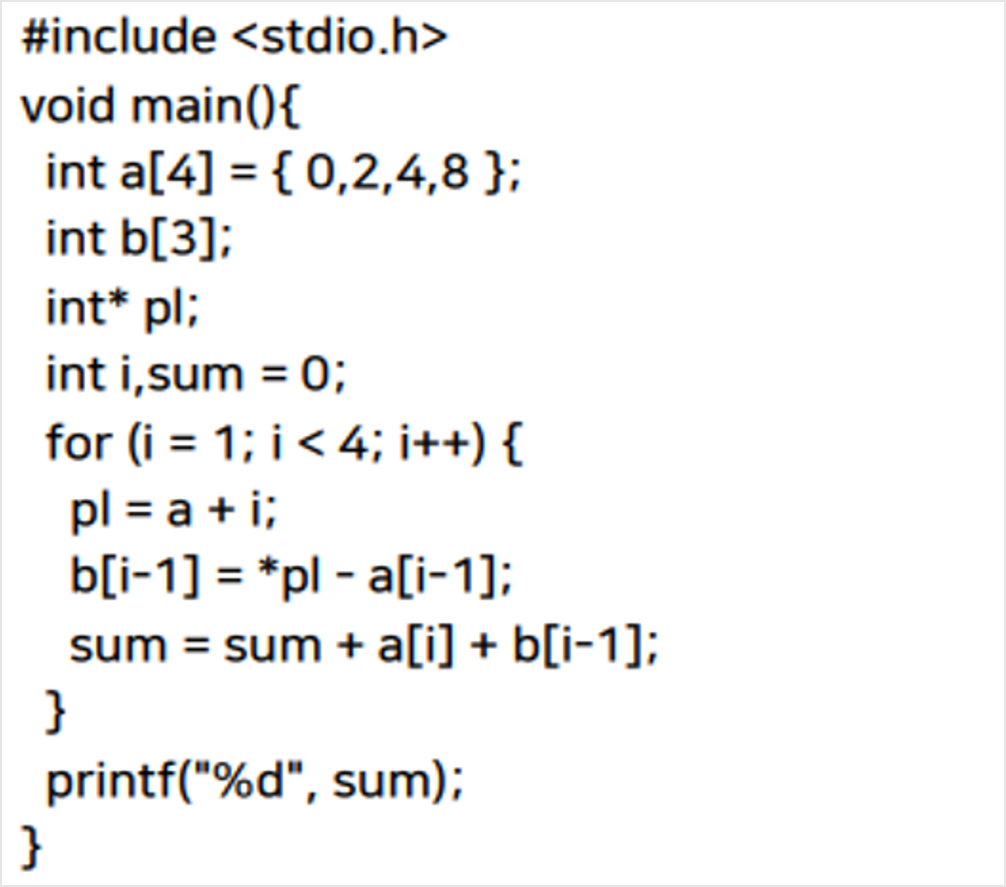 #include <stdio.h>
void main(){
int a[4] = { 0,2,4,8 };
int b[3];
int* pl;
int i,sum = 0;
for (i = 1; i < 4; i++) {
pl = a + i;
b[i-1] = *pl - a[i-1];
sum = sum + a[i] + b[i-1];
}
printf("%d", sum);
}